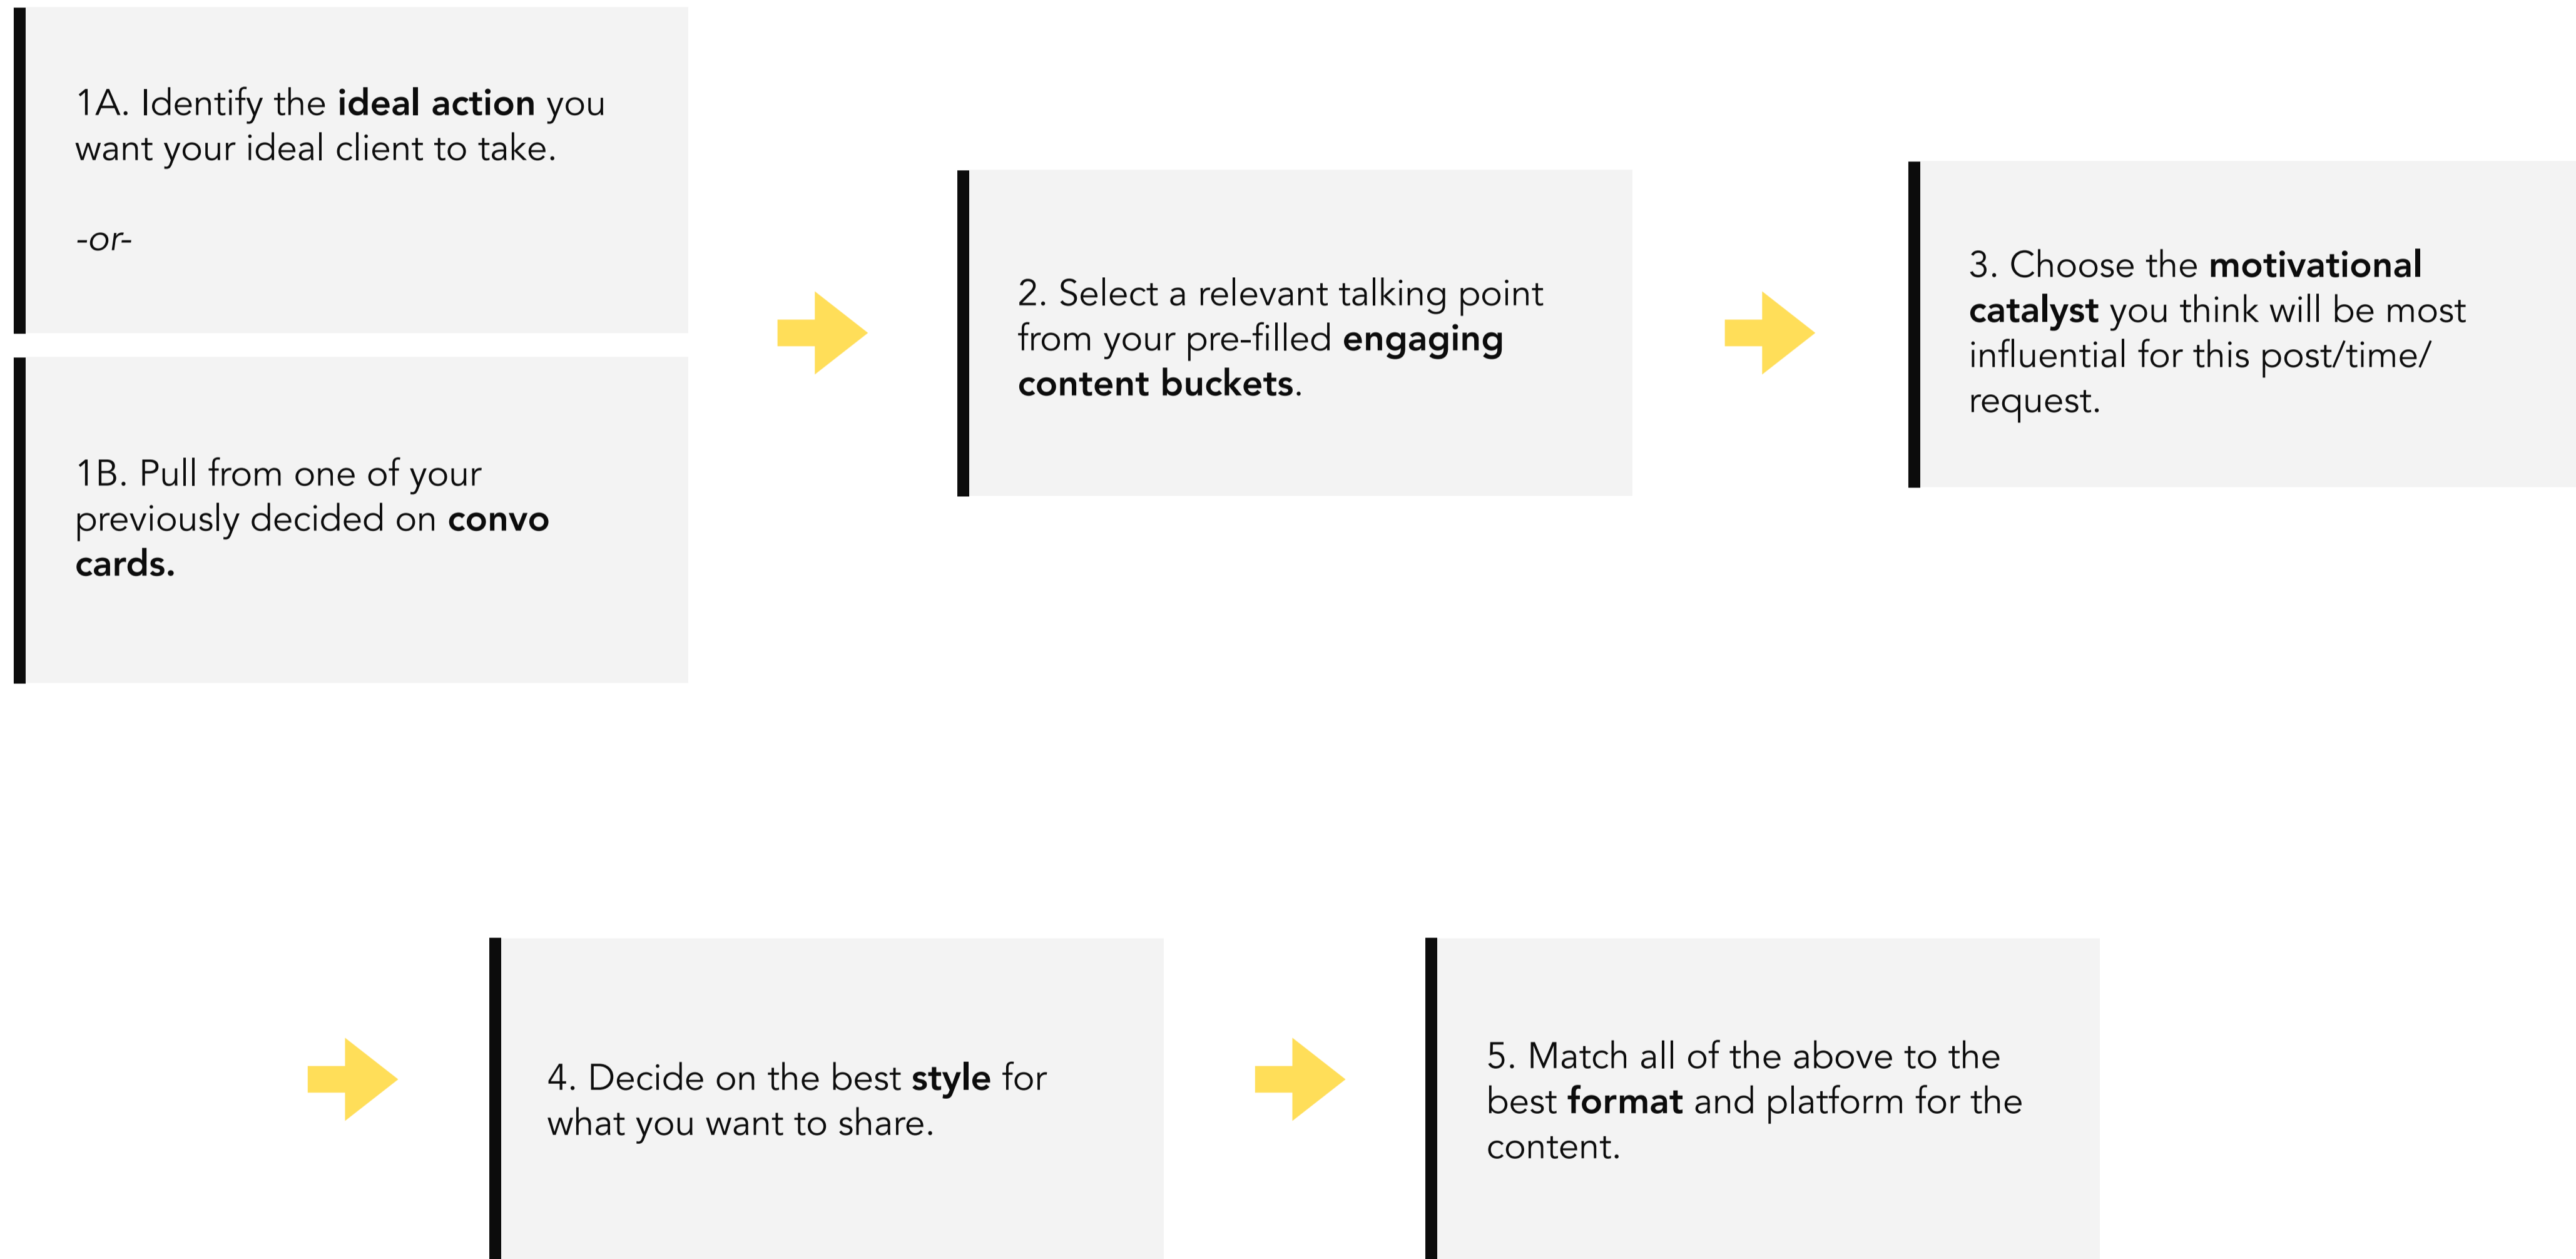 1A. Identify the ideal action you
want your ideal client to take.
-or-
1B. Pull from one of your
previously decided on convo
cards.
2. Select a relevant talking point
from your pre-filled engaging
content buckets.
3. Choose the motivational
catalyst you think will be most
influential for this post/time/
request.
4. Decide on the best style for
what you want to share.
5. Match all of the above to the
best format and platform for the
content.